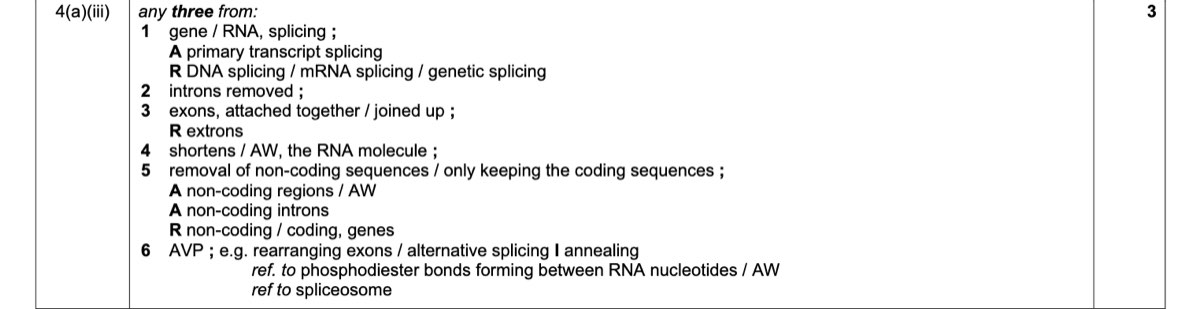 4(a)(iii) any three from: 3
1 gene / RNA, splicing ;
A primary transcript splicing
R DNA splicing / mRNA splicing / genetic splicing
2 introns removed ;
3 exons, attached together / joined up ;
R extrons
4 shortens / AW, the RNA molecule ;
5 removal of non-coding sequences / only keeping the coding sequences ;
A non-coding regions / AW
A non-coding introns
R non-coding / coding, genes
6 AVP ; e.g. rearranging exons / alternative splicing I annealing
ref. to phosphodiester bonds forming between RNA nucleotides / AW
ref to spliceosome